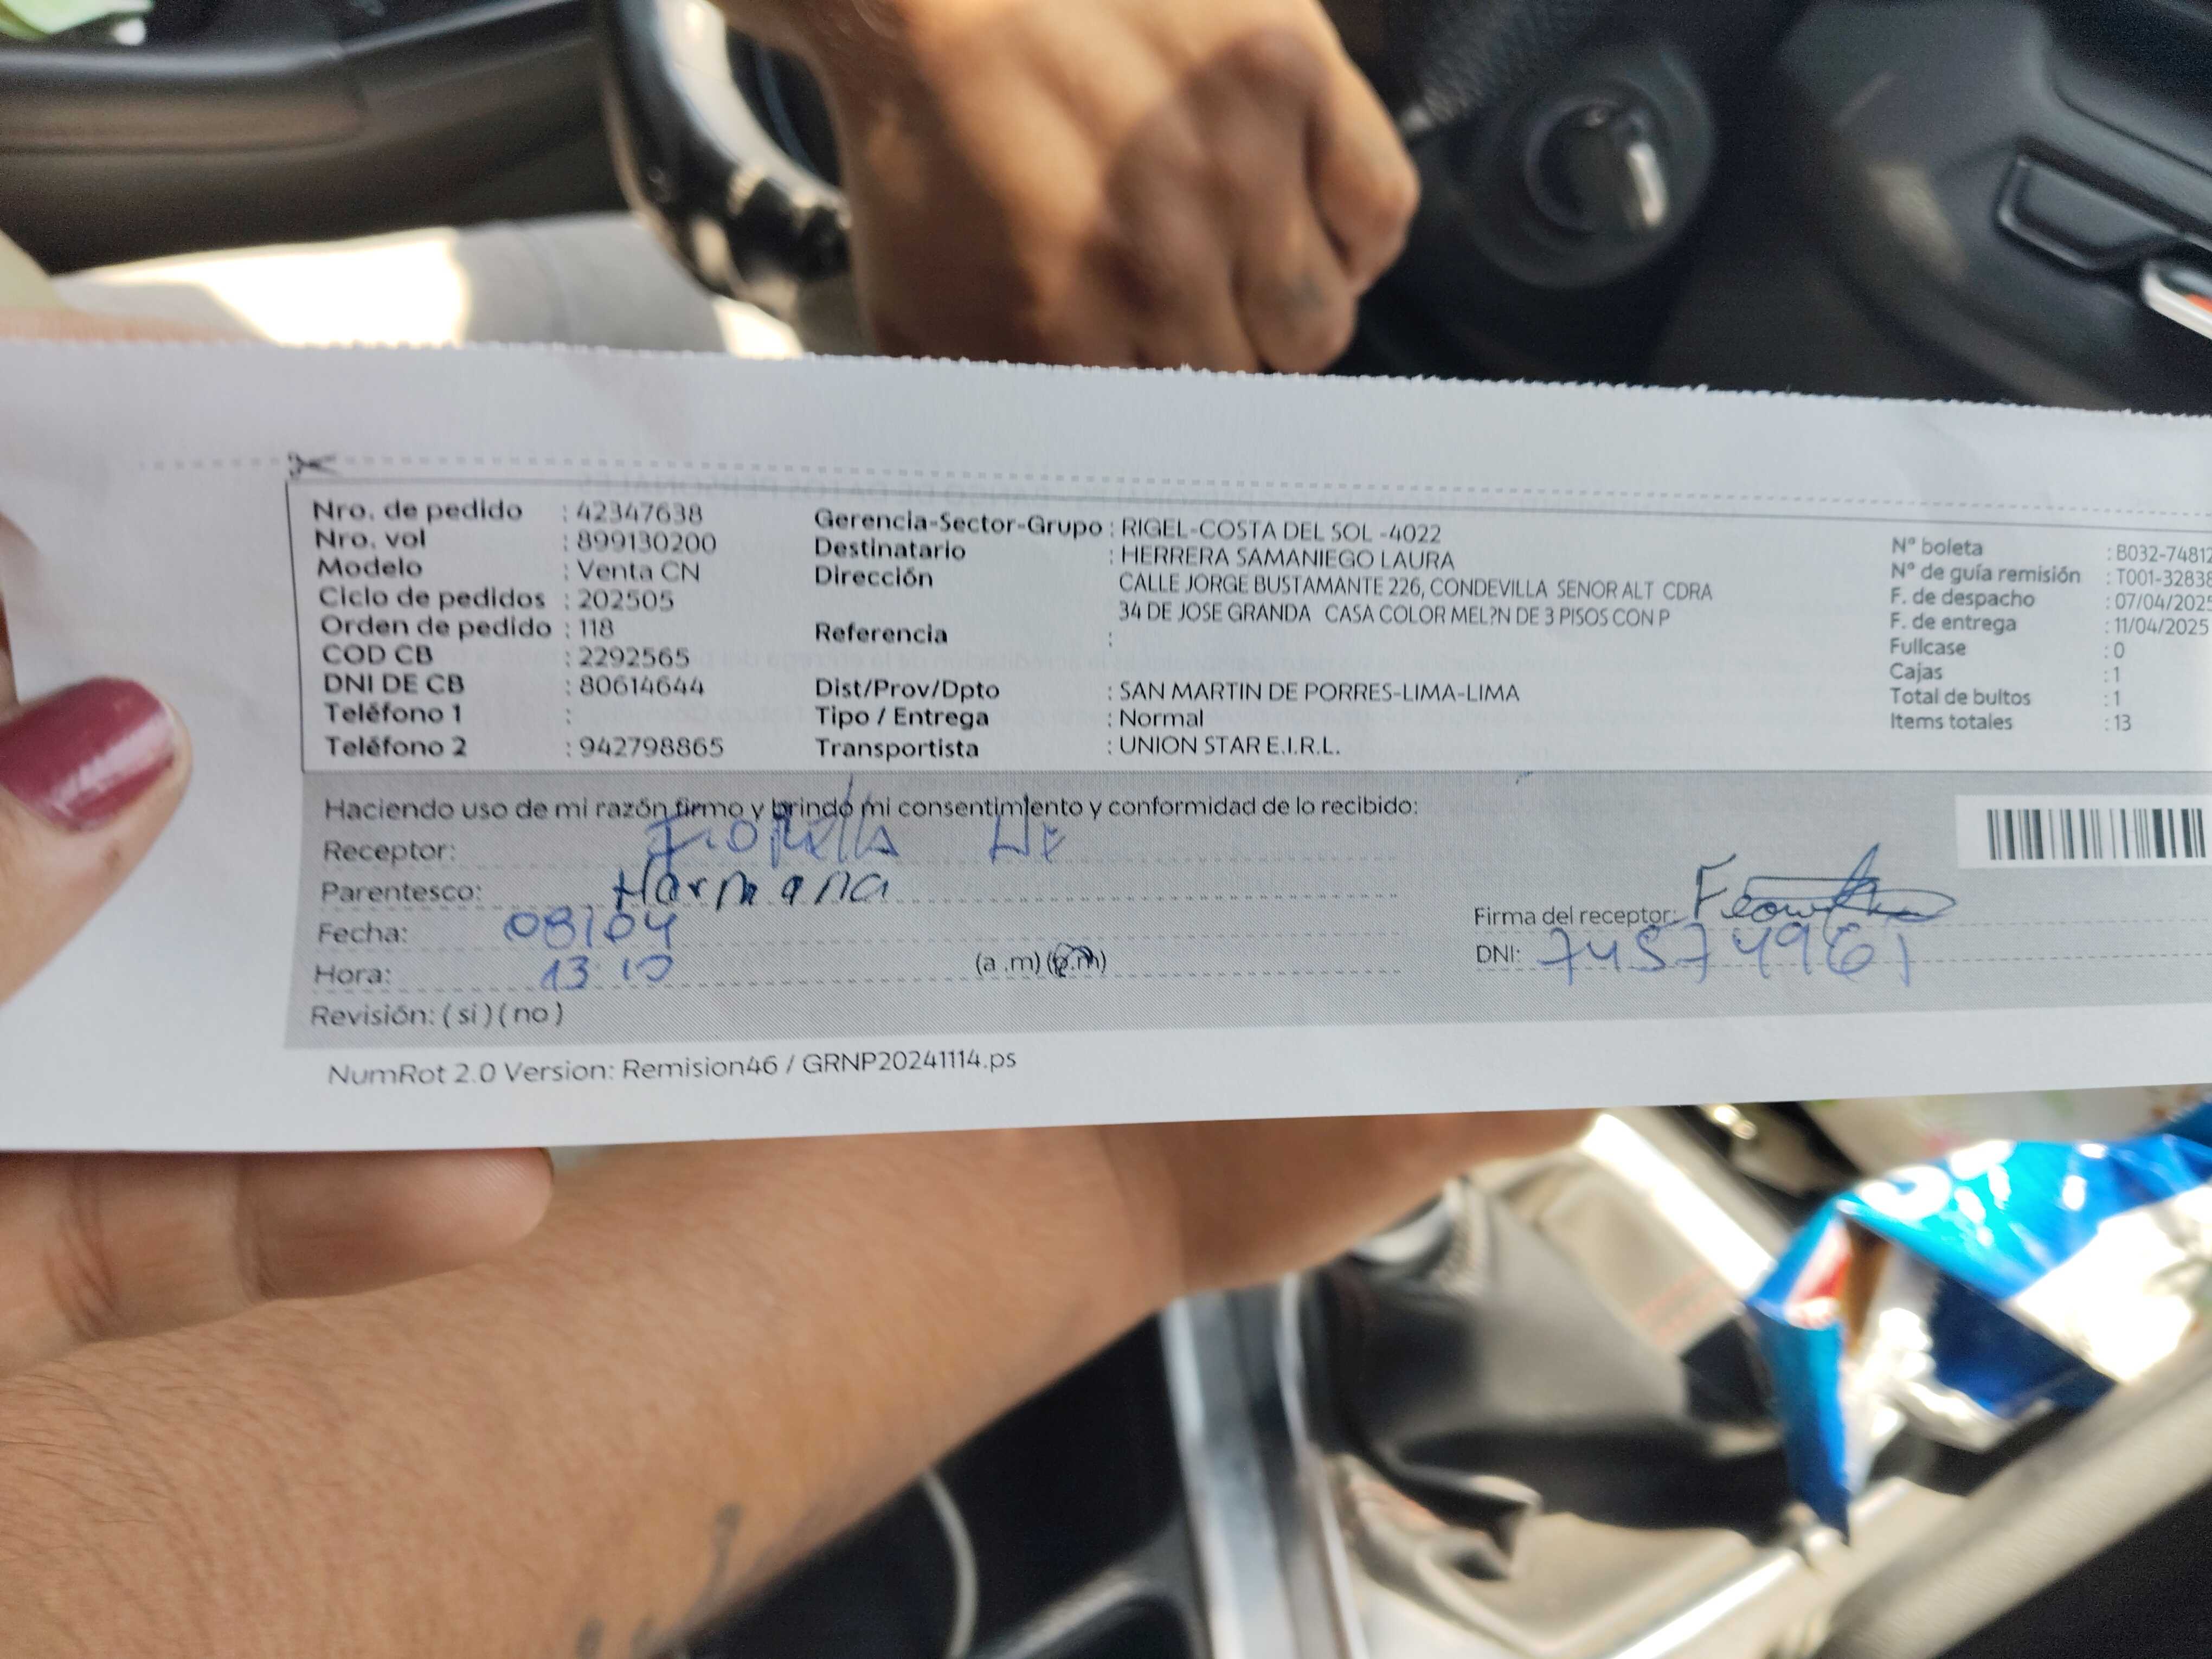 Nro. de pedido : 42347638
Nro. vol : 899130200
Modelo : Venta CN
Ciclo de pedidos : 202505
Orden de pedido : 118
COD CB : 2292565
DNI DE CB : 80614644
Teléfono 1 :
Teléfono 2 : 942798865
Gerencia-Sector-Grupo : RIGEL-COSTA DEL SOL -4022
Destinatario : HERRERA SAMANIEGO LAURA
Dirección CALLE JORGE BUSTAMANTE 226, CONDEVILLA SENOR ALT CDRA
34 DE JOSE GRANDA CASA COLOR MEL?N DE 3 PISOS CON P
Referencia :
Dist/Prov/Dpto : SAN MARTIN DE PORRES-LIMA-LIMA
Tipo / Entrega : Normal
Transportista : UNION STAR E.I.R.L.
N° boleta : B032-74812
N° de guía remisión : T001-32838
F. de despacho : 07/04/2025
F. de entrega : 11/04/2025
Fullcase : 0
Cajas : 1
Total de bultos : 1
Items totales : 13
Haciendo uso de mi razón firmo y brindo mi consentimiento y conformidad de lo recibido:
Receptor: Fiorella
Parentesco: Hermana
Fecha: 08/04
Hora: 13:10 (a .m) (p.m)
Revisión: ( si ) ( no )
Firma del receptor:
DNI: 74574961
NumRot 2.0 Version: Remision46 / GRNP20241114.ps